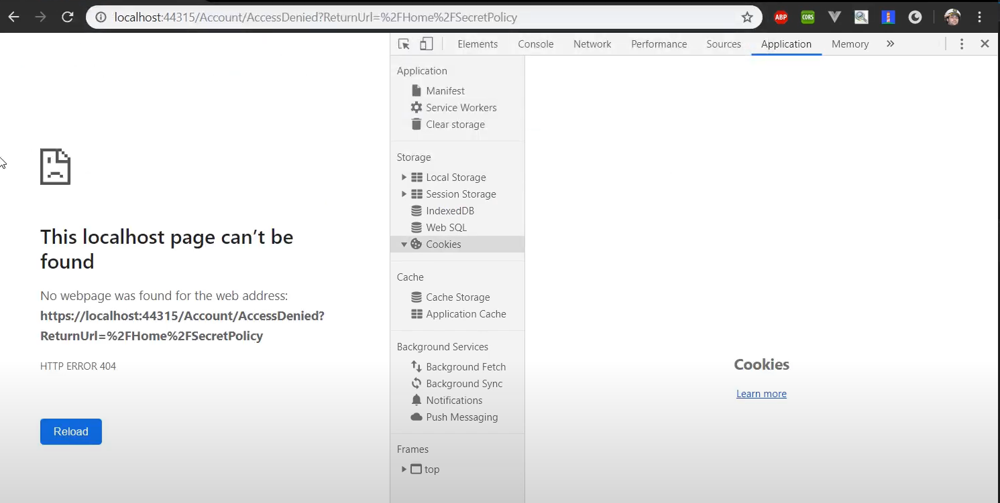 localhost:44315/Account/AccessDenied?ReturnUrl=%2FHome%2FSecretPolicy
ABP
CORS
Elements
Console
Network
Performance
Sources
Application
Memory
Application
Manifest
Service Workers
Clear storage
Storage
Local Storage
Session Storage
IndexedDB
Web SQL
Cookies
Cache
Cache Storage
Application Cache
Background Services
Background Fetch
Background Sync
Notifications
Push Messaging
Frames
top
This localhost page can’t be
found
No webpage was found for the web address:
https://localhost:44315/Account/AccessDenied?
ReturnUrl=%2FHome%2FSecretPolicy
HTTP ERROR 404
Reload
Cookies
Learn more